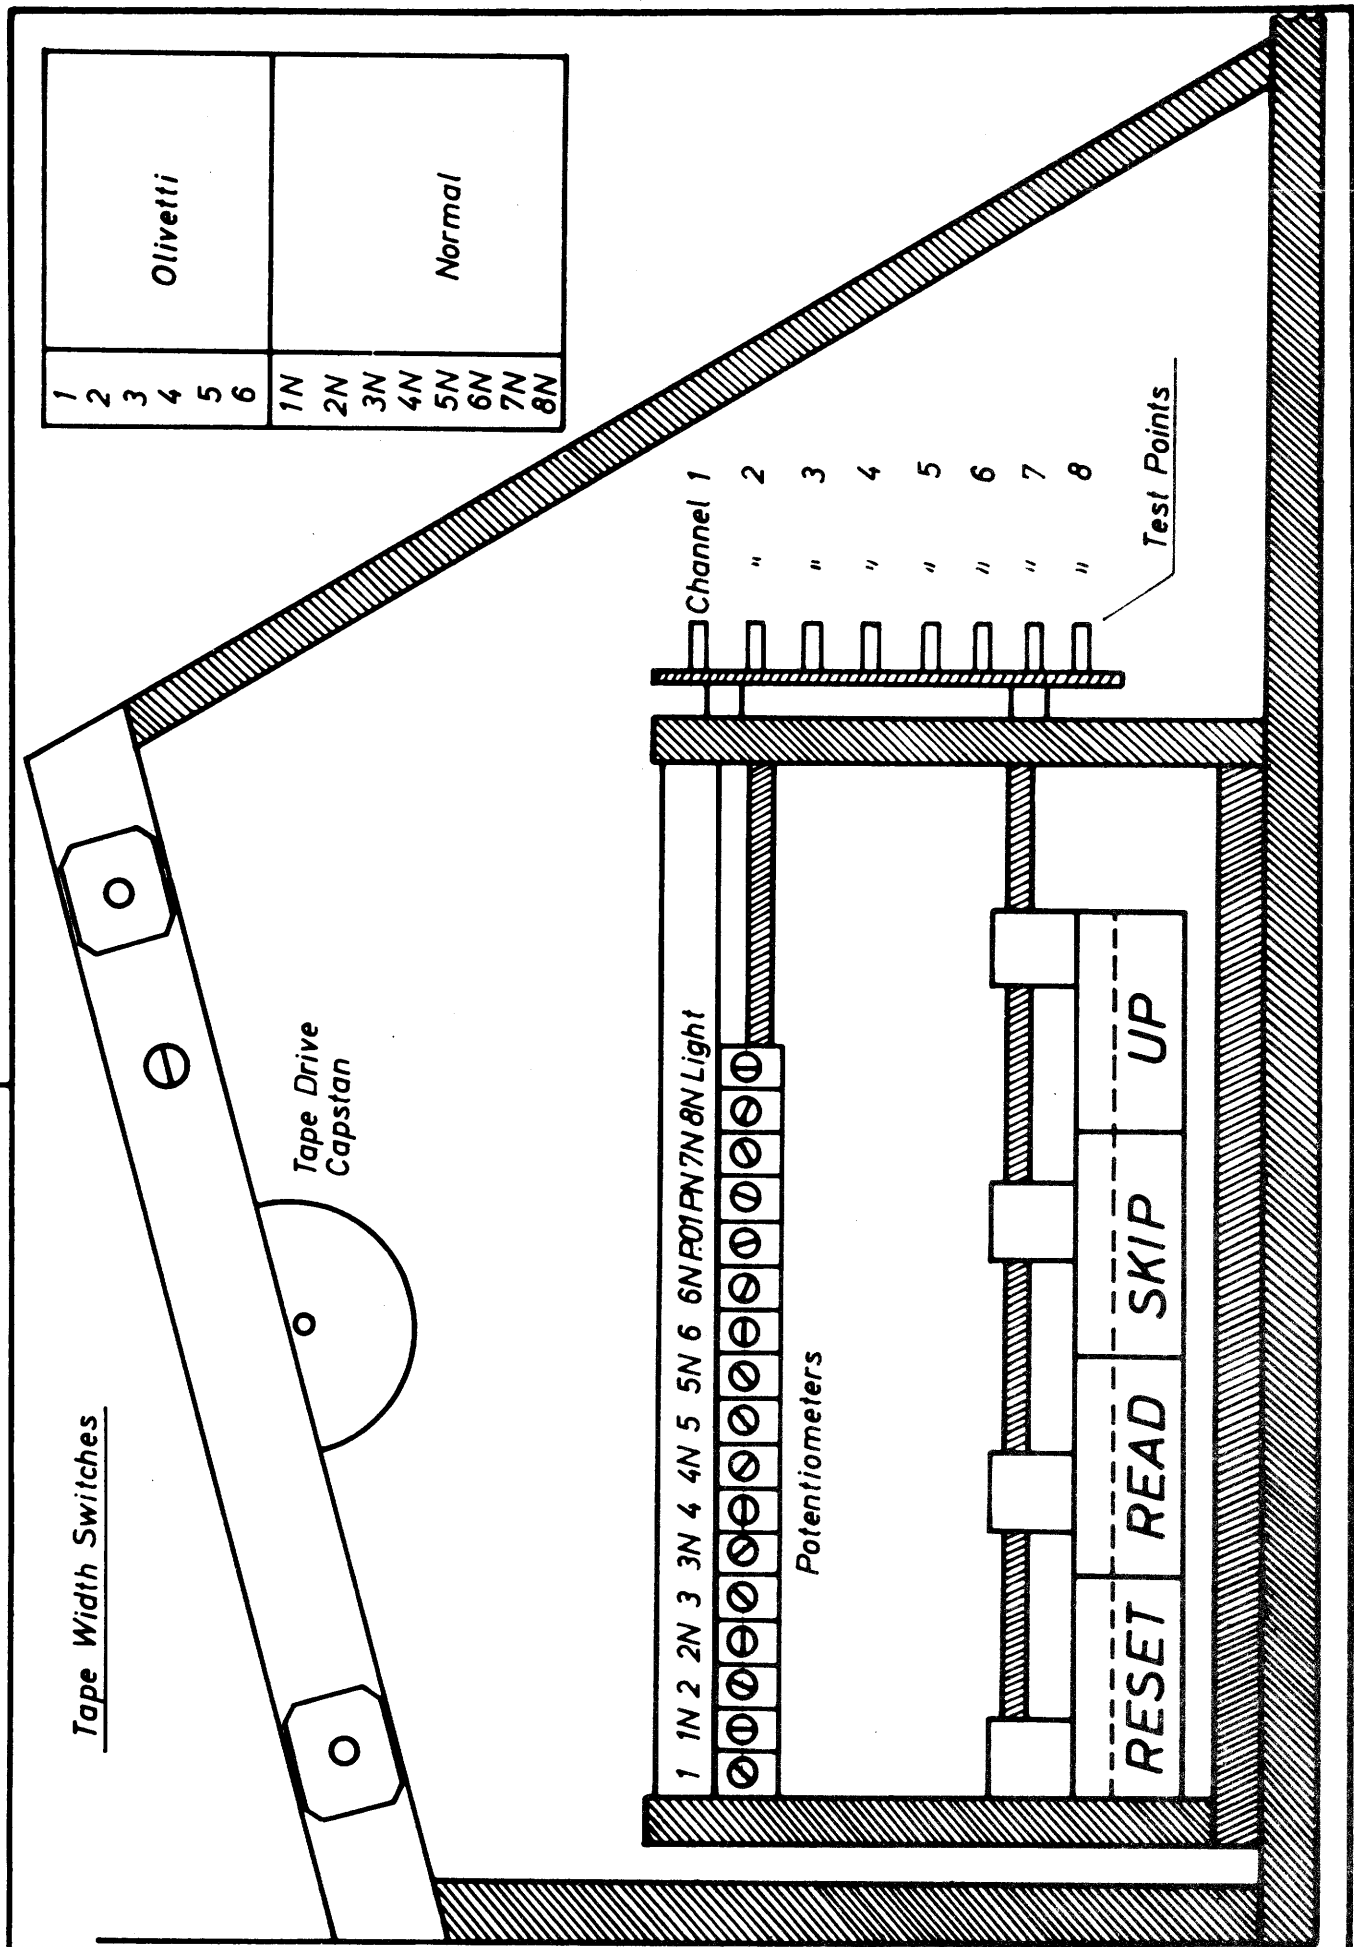 Tape Width Switches
1 Olivetti
2
3
4
5
6
1N Normal
2N
3N
4N
5N
6N
7N
8N
Tape Drive
Capstan
1 1N 2 2N 3 3N 4 4N 5 5N 6 6N P.01 PN 7N 8N Light
Potentiometers
Channel 1
" 2
" 3
" 4
" 5
" 6
" 7
" 8
Test Points
RESET READ SKIP UP